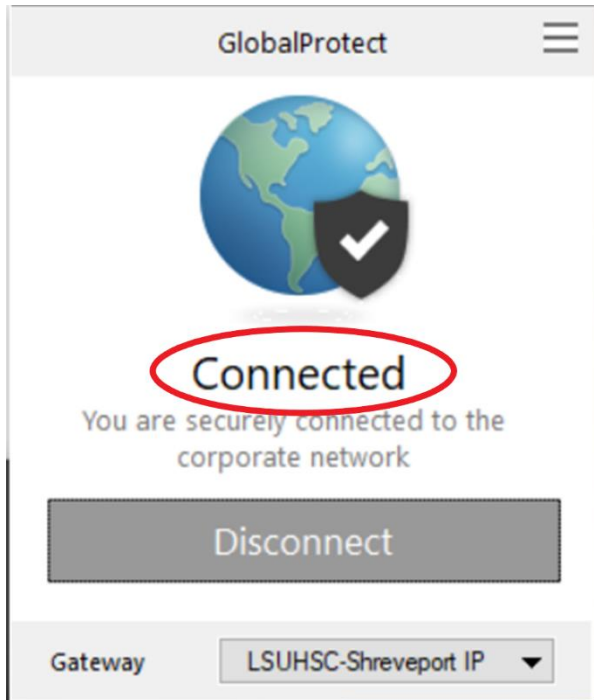 GlobalProtect
Connected
You are securely connected to the
corporate network
Disconnect
Gateway LSUHSC-Shreveport IP